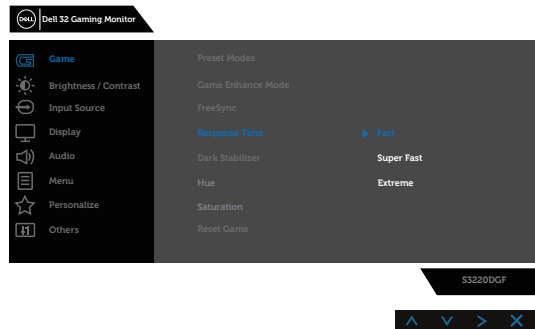 DELL Dell 32 Gaming Monitor
Game
Brightness / Contrast
Input Source
Display
Audio
Menu
Personalize
Others
Preset Modes
Game Enhance Mode
FreeSync
Response Time
Dark Stabilizer
Hue
Saturation
Reset Game
Fast
Super Fast
Extreme
S3220DGF